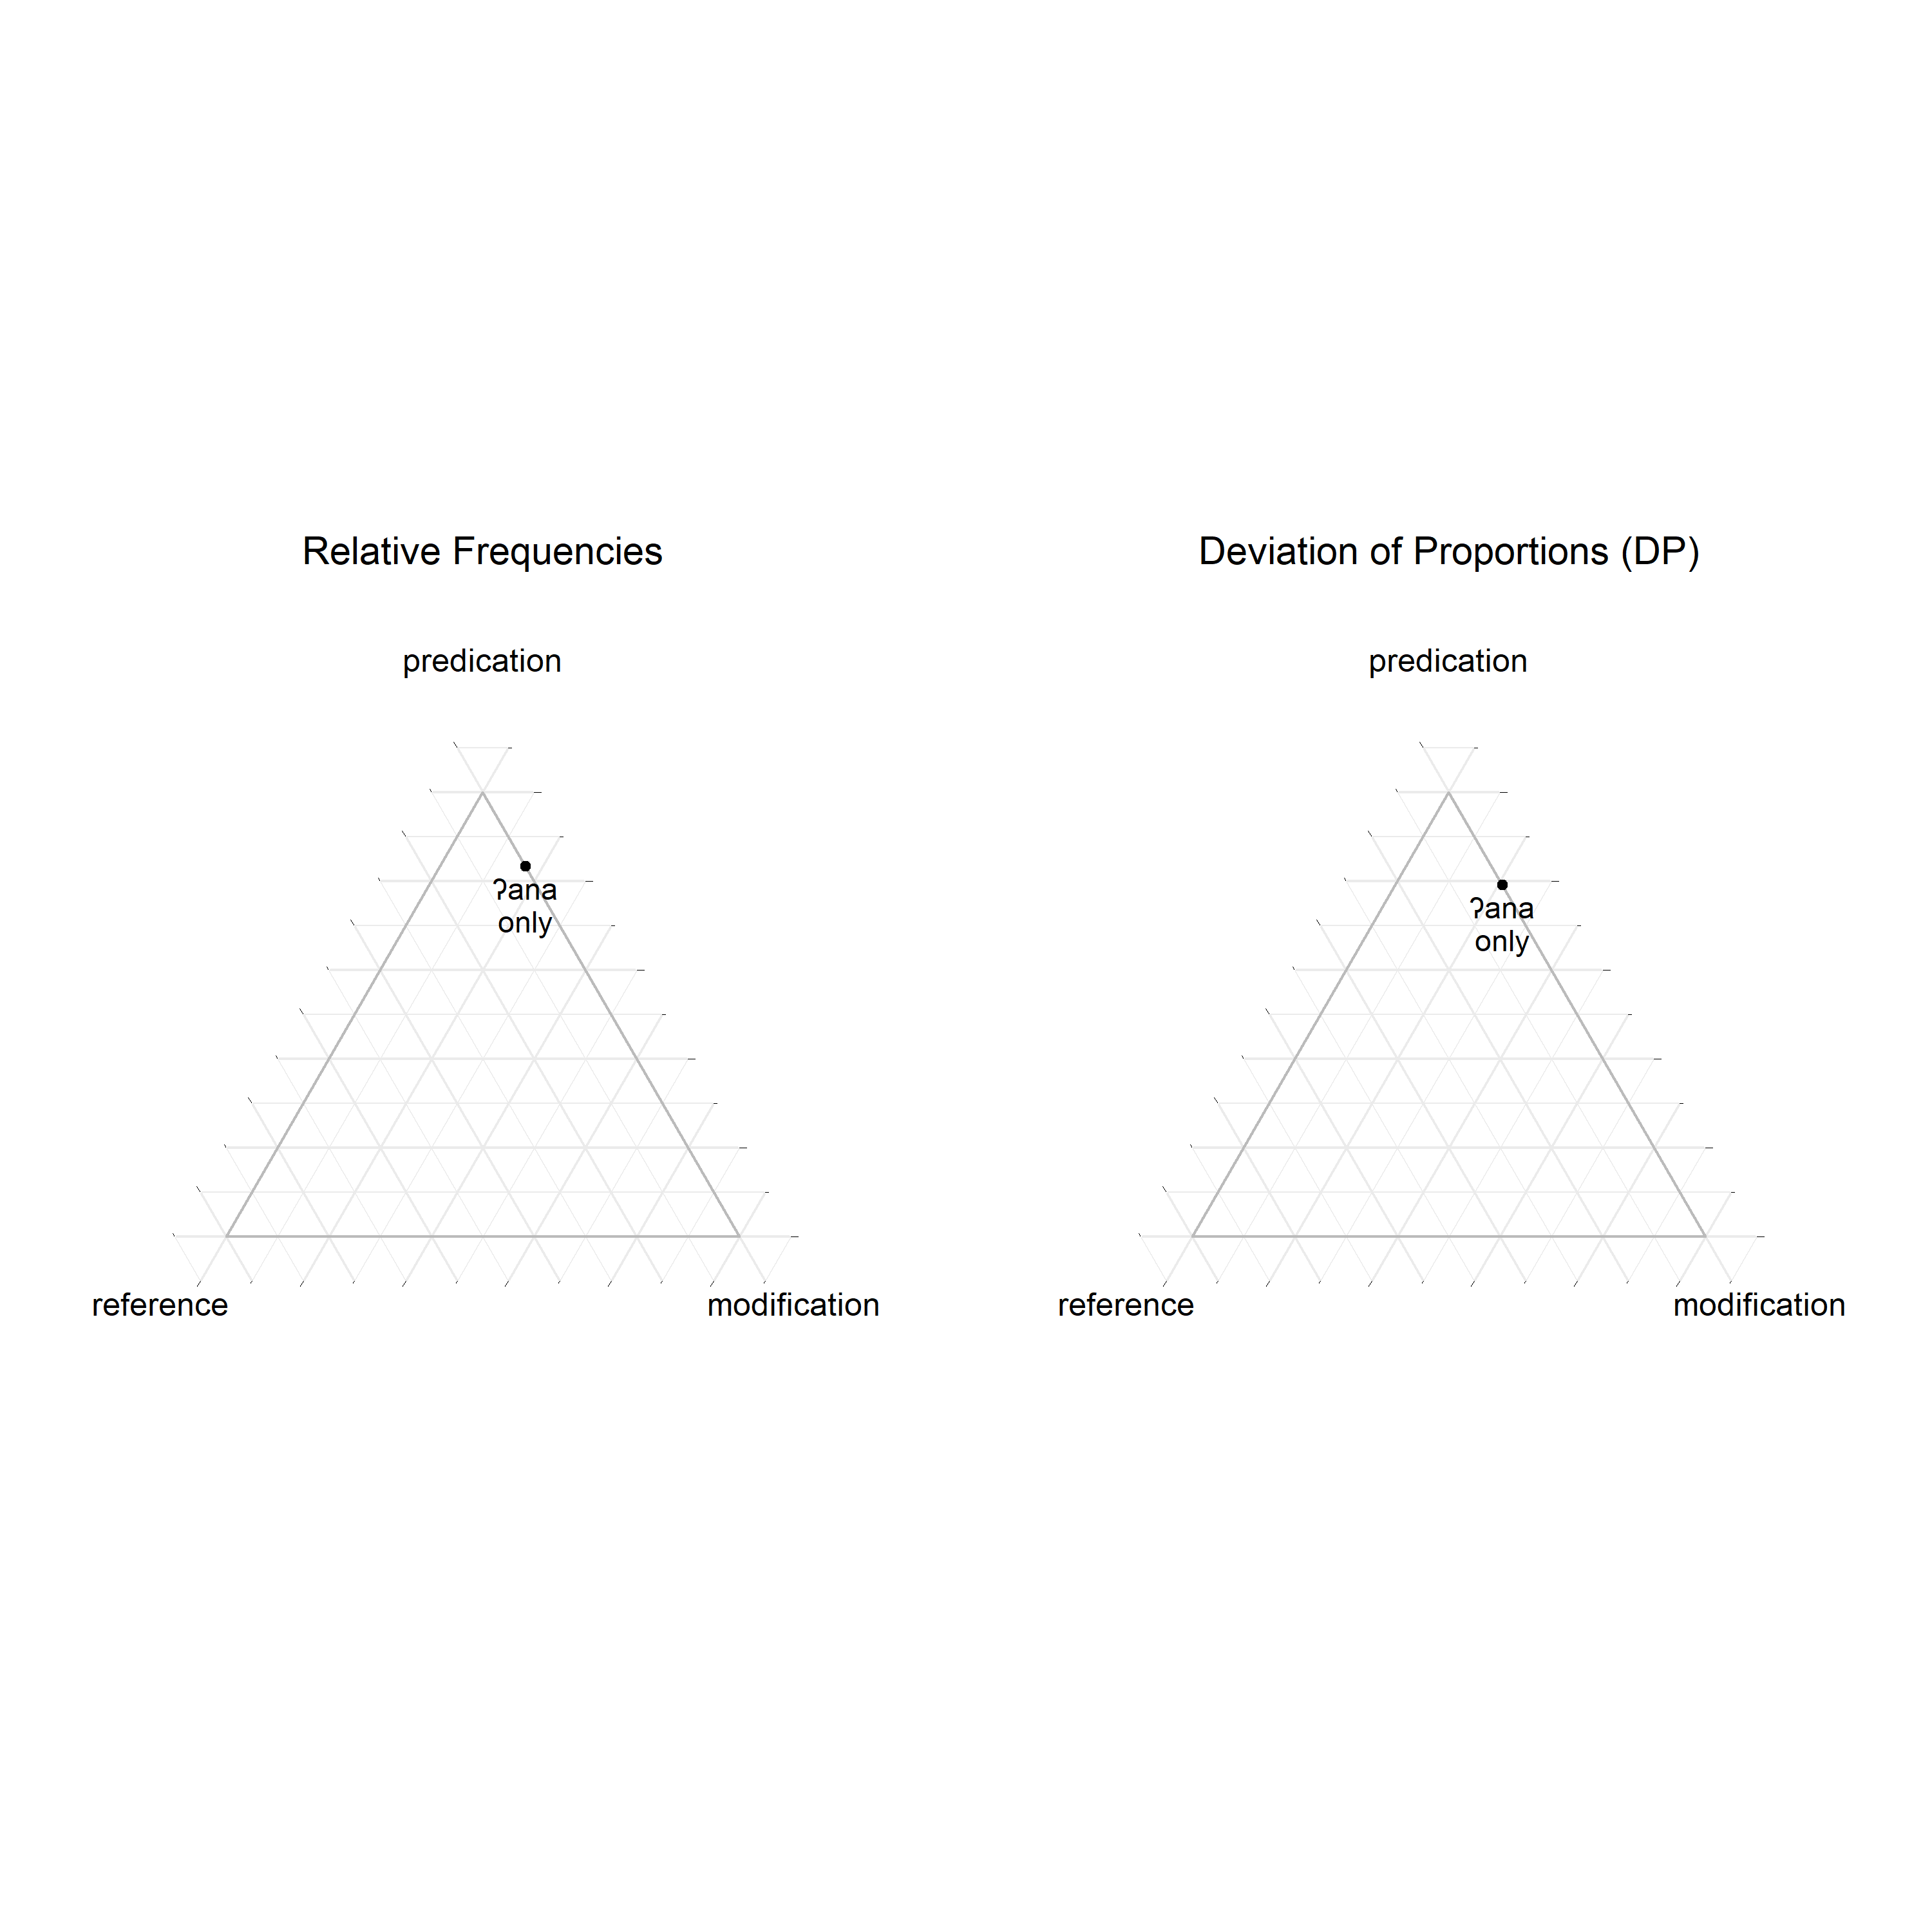 Relative Frequencies
predication
ʔana
only
reference
modification
Deviation of Proportions (DP)
predication
ʔana
only
reference
modification